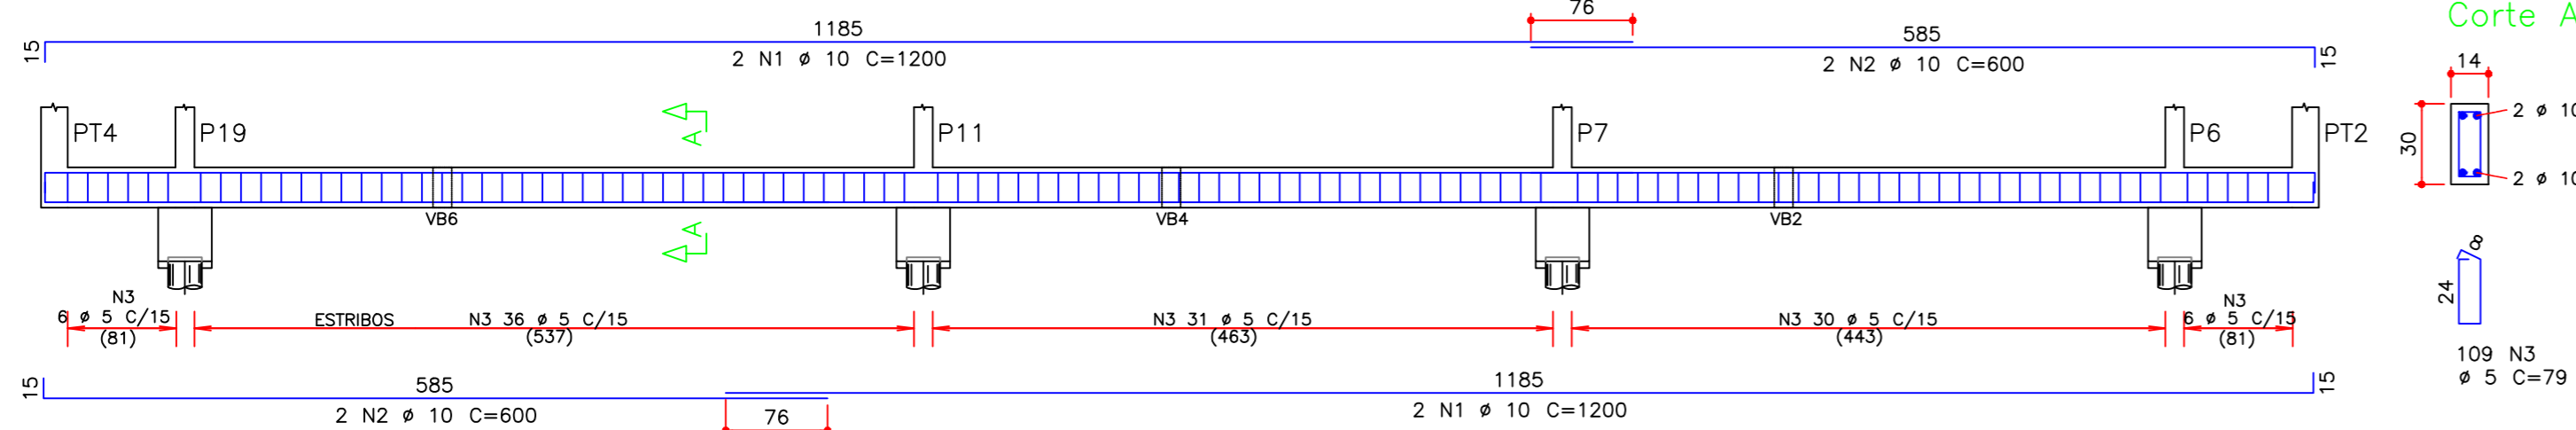 76
Corte A
15
1185
585
15
2 N1 ø 10 C=1200
2 N2 ø 10 C=600
14
2 ø 10
30
2 ø 10
PT4
P19
A
P11
P7
P6
PT2
VB6
VB4
VB2
A
8
24
N3
6 ø 5 C/15
(81)
ESTRIBOS
N3 36 ø 5 C/15
(537)
N3 31 ø 5 C/15
(463)
N3 30 ø 5 C/15
(443)
N3
6 ø 5 C/15
(81)
109 N3
ø 5 C=79
15
585
1185
15
2 N2 ø 10 C=600
76
2 N1 ø 10 C=1200